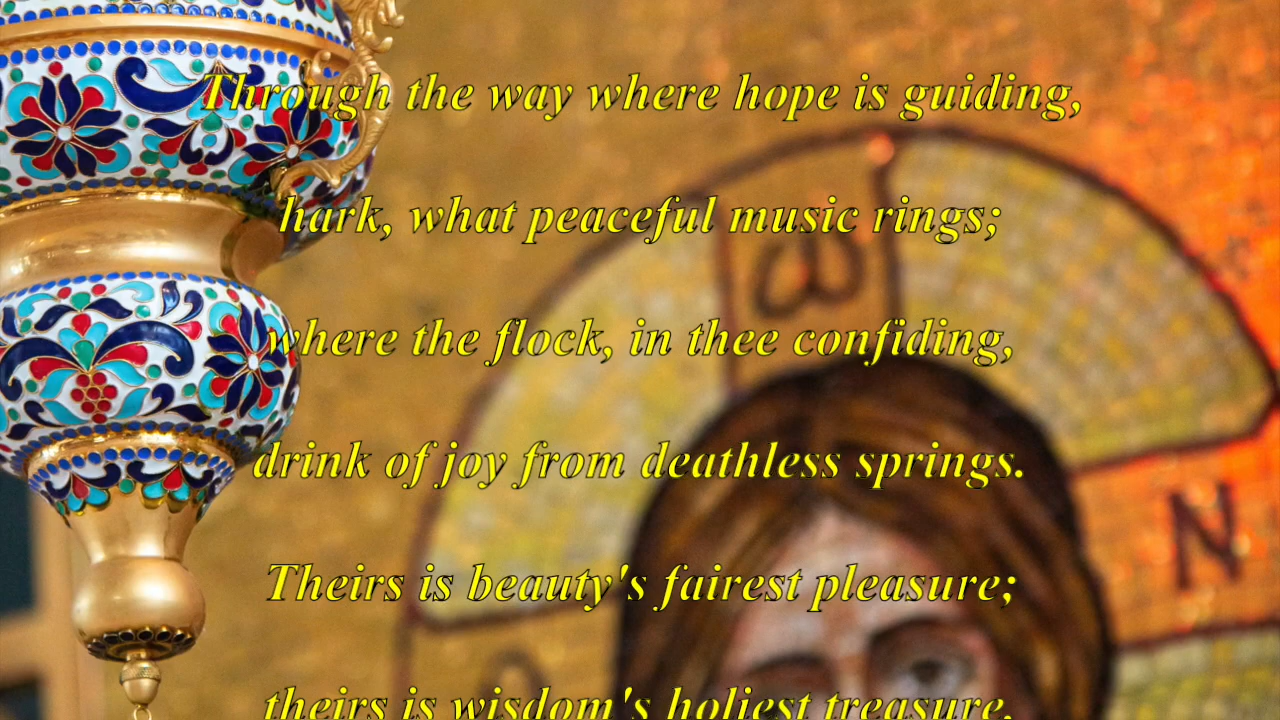 Through the way where hope is guiding,
hark, what peaceful music rings;
where the flock, in thee confiding,
drink of joy from deathless springs.
Theirs is beauty's fairest pleasure;
theirs is wisdom's holiest treasure.
ω
N